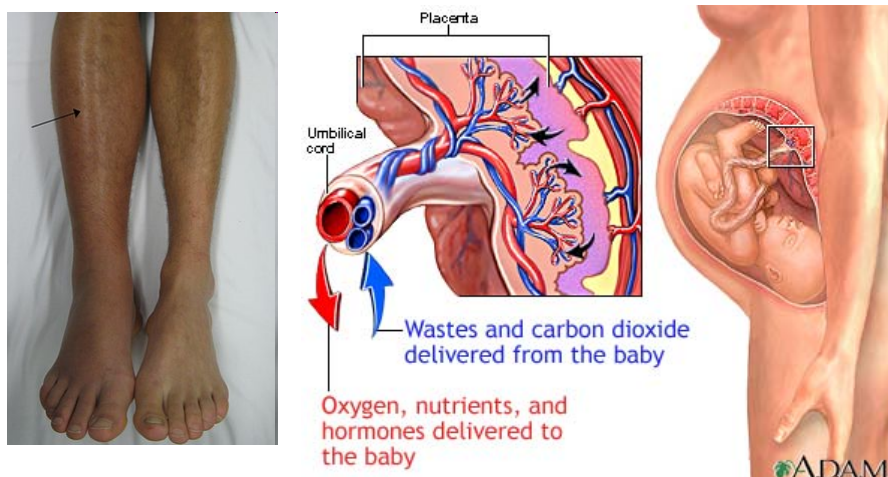 Placenta
Umbilical
cord
Wastes and carbon dioxide
delivered from the baby
Oxygen, nutrients, and
hormones delivered to
the baby
ADAM